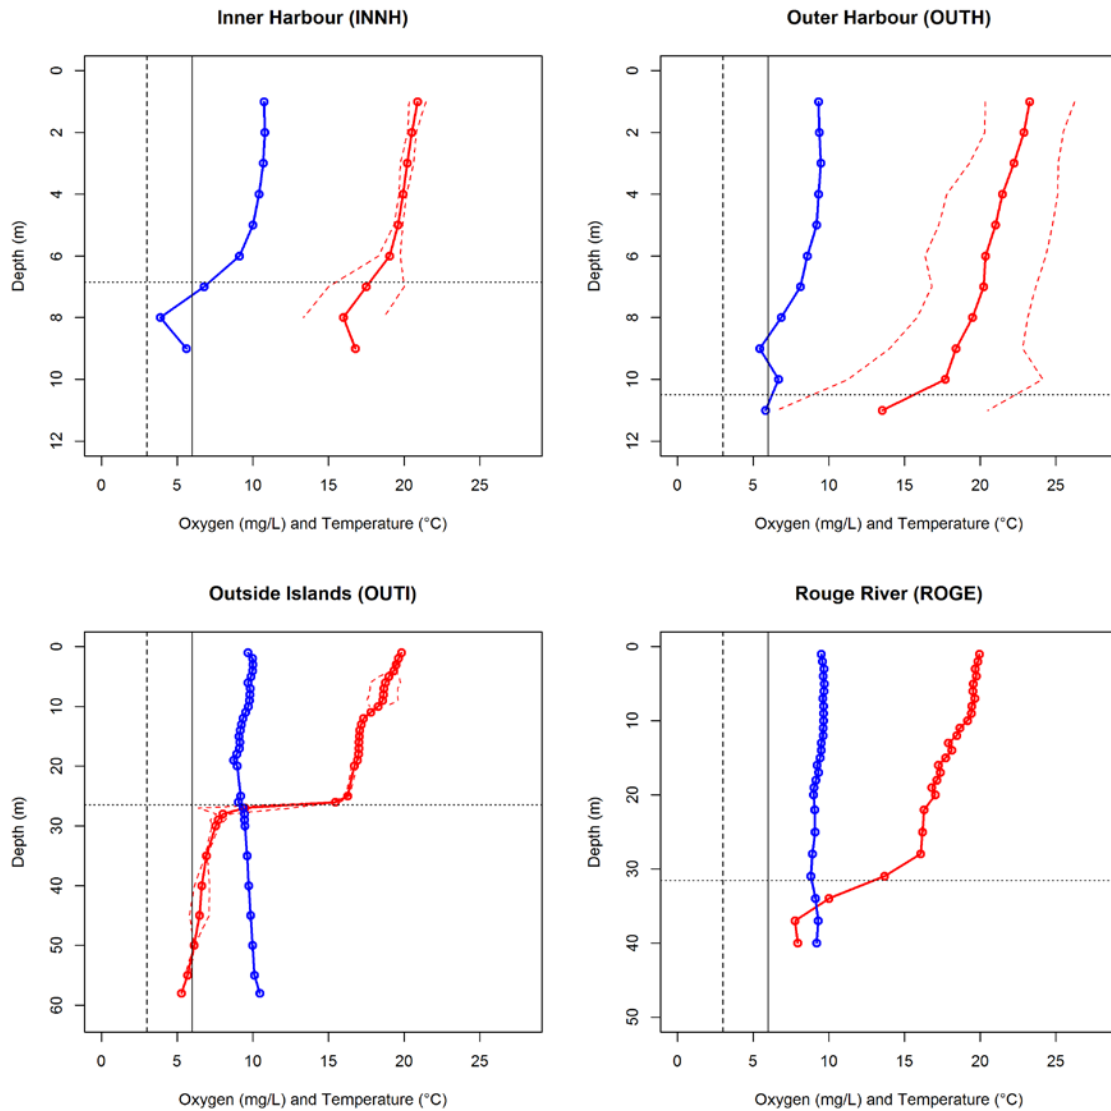 Inner Harbour (INNH)
Depth (m)
0
2
4
6
8
10
12
0 5 10 15 20 25
Oxygen (mg/L) and Temperature (°C)
Outer Harbour (OUTH)
Depth (m)
0
2
4
6
8
10
12
0 5 10 15 20 25
Oxygen (mg/L) and Temperature (°C)
Outside Islands (OUTI)
Depth (m)
0
10
20
30
40
50
60
0 5 10 15 20 25
Oxygen (mg/L) and Temperature (°C)
Rouge River (ROGE)
Depth (m)
0
10
20
30
40
50
0 5 10 15 20 25
Oxygen (mg/L) and Temperature (°C)